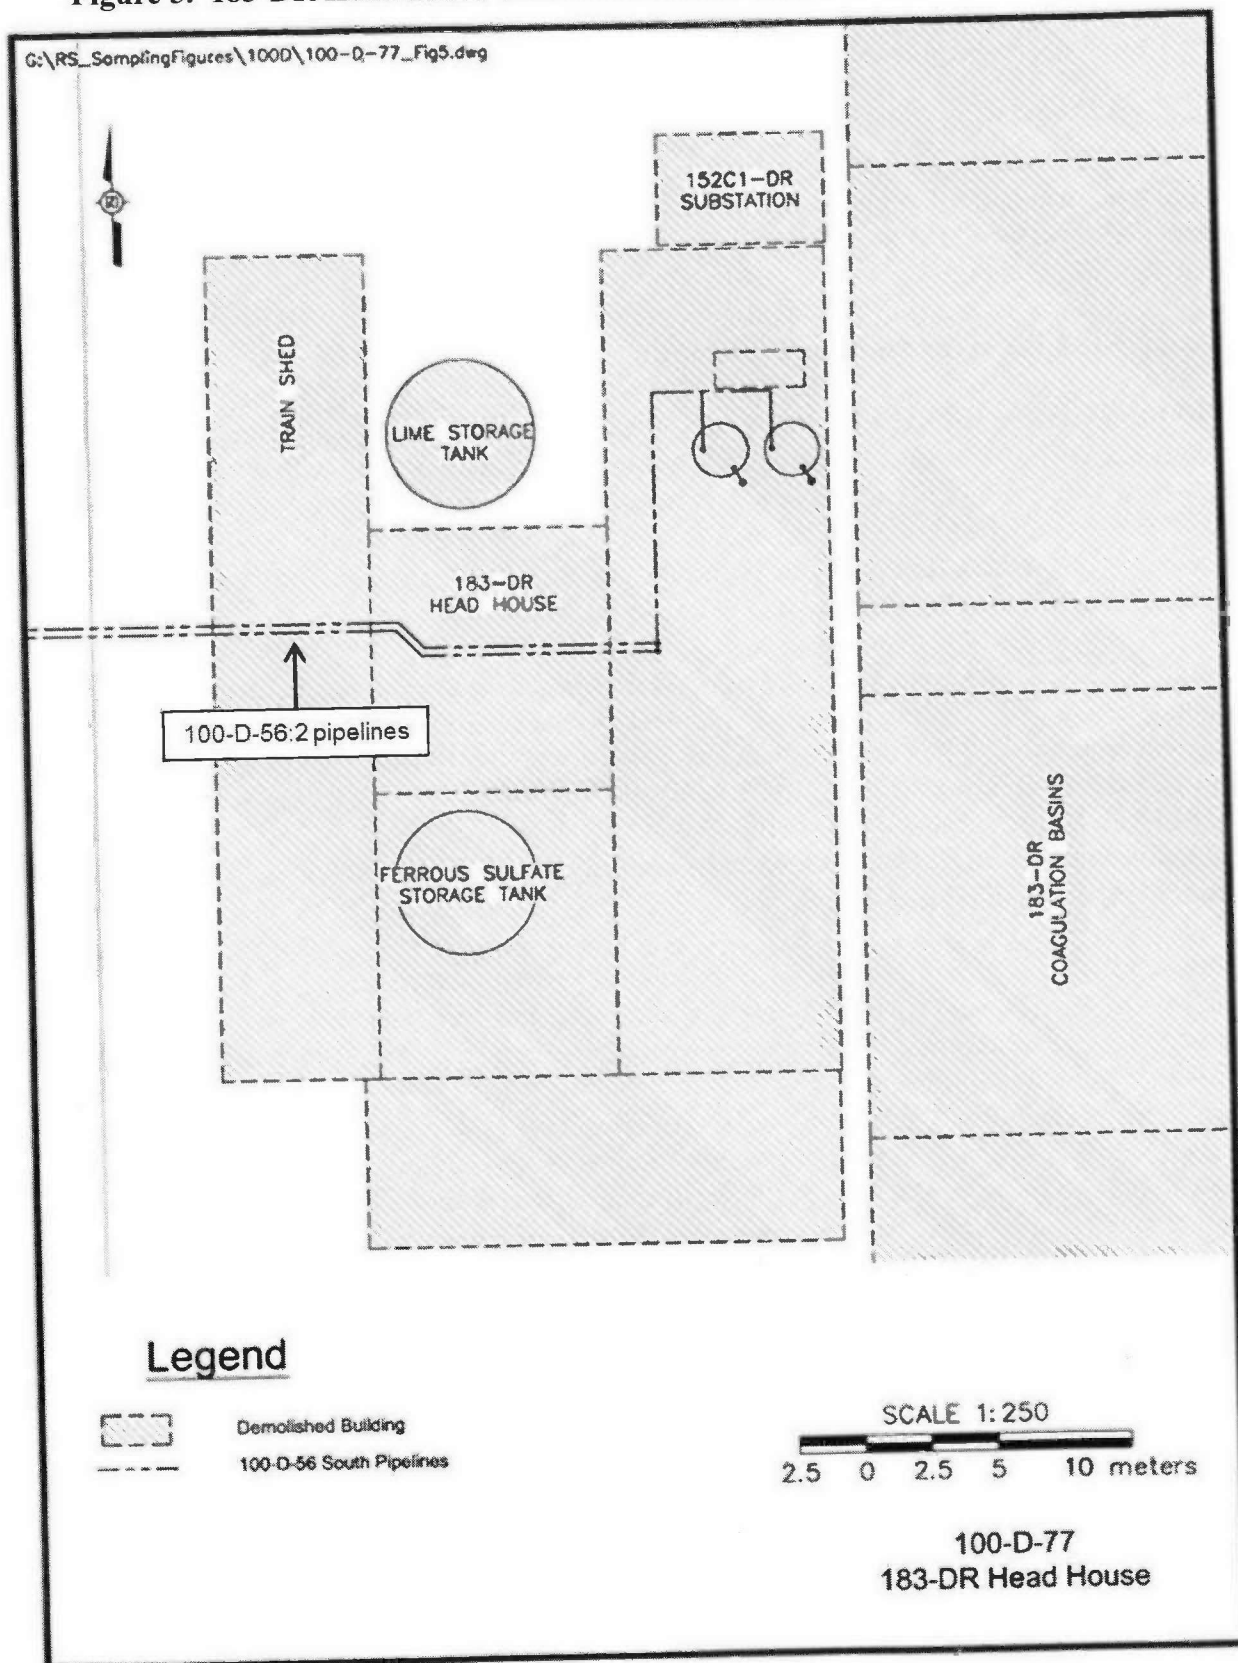 G:\RS_SamplingFigures\100D\100-D-77_Fig5.dwg
152C1-DR
SUBSTATION
TRAIN SHED
LIME STORAGE
TANK
183-DR
HEAD HOUSE
100-D-56:2 pipelines
FERROUS SULFATE
STORAGE TANK
183-DR
COAGULATION BASINS
Legend
Demolished Building
100-D-56 South Pipelines
SCALE 1:250
2.5 0 2.5 5 10 meters
100-D-77
183-DR Head House